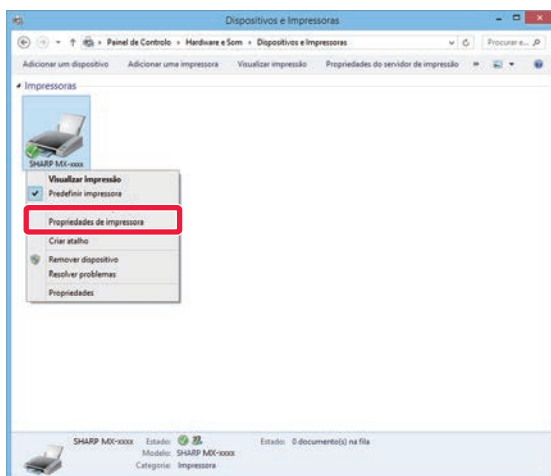 Dispositivos e Impressoras
Painel de Controlo Hardware e Som Dispositivos e Impressoras Procurar e...
Adicionar um dispositivo Adicionar uma impressora Visualizar impressão Propriedades do servidor de impressão »
Impressoras
SHARP MX-xxxx
Visualizar impressão
Predefinir impressora
Propriedades de impressora
Criar atalho
Remover dispositivo
Resolver problemas
Propriedades
SHARP MX-xxxx Estado: Estado: 0 documento(s) na fila
Modelo: SHARP MX-xxxx
Categoria: Impressora